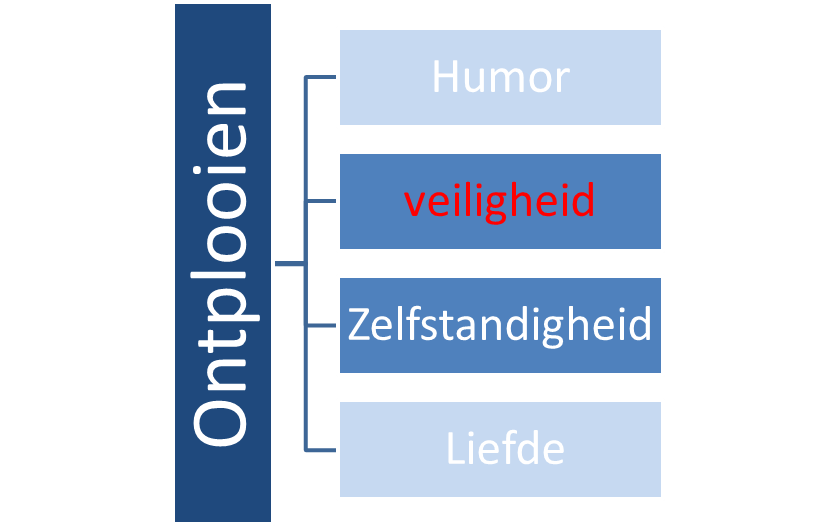 Ontplooien
Humor
veiligheid
Zelfstandigheid
Liefde